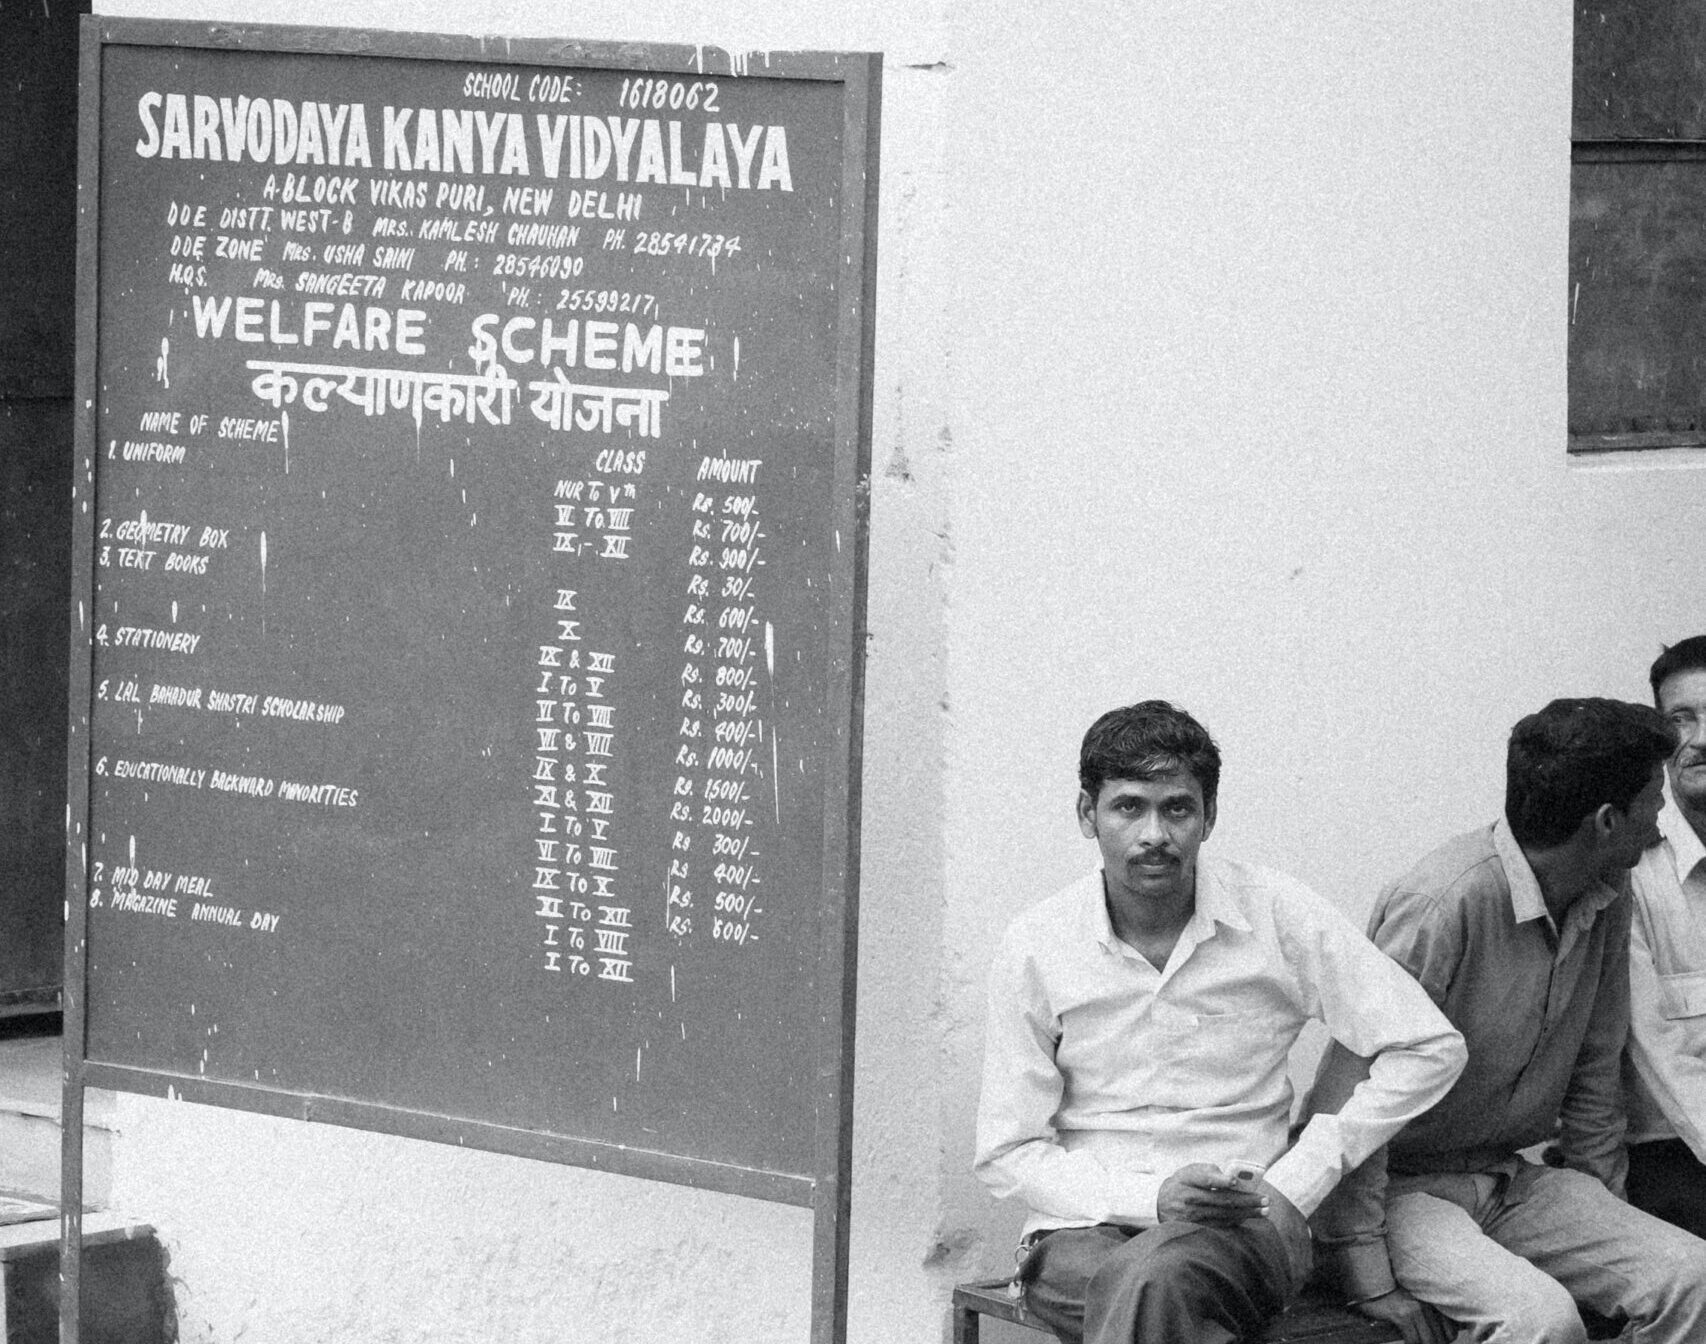 SCHOOL CODE: 1618062
SARVODAYA KANYA VIDYALAYA
A-BLOCK VIKAS PURI, NEW DELHI
DDE DISTT. WEST-B MRS. KAMLESH CHAUHAN PH. 28541734
DDE ZONE MRS. USHA SAINI PH.: 28546090
H.O.S. MRS. SANGEETA KAPOOR PH.: 25599217
WELFARE SCHEME
कल्याणकारी योजना
NAME OF SCHEME CLASS AMOUNT
1. UNIFORM NUR TO Vth Rs. 500/-
VI TO VIII Rs. 700/-
IX - XII Rs. 900/-
2. GEOMETRY BOX Rs. 30/-
3. TEXT BOOKS IX Rs. 600/-
X Rs. 700/-
IX & XII Rs. 800/-
4. STATIONERY I TO V Rs. 300/-
VI TO VIII Rs. 400/-
5. LAL BAHADUR SHASTRI SCHOLARSHIP VII & VIII Rs. 1000/-
IX & X Rs. 1500/-
XI & XII Rs. 2000/-
6. EDUCATIONALLY BACKWARD MINORITIES I TO V Rs 300/-
VI TO VIII Rs 400/-
IX TO X Rs. 500/-
XI TO XII Rs. 600/-
7. MID DAY MEAL I TO VIII
8. MAGAZINE ANNUAL DAY I TO XII